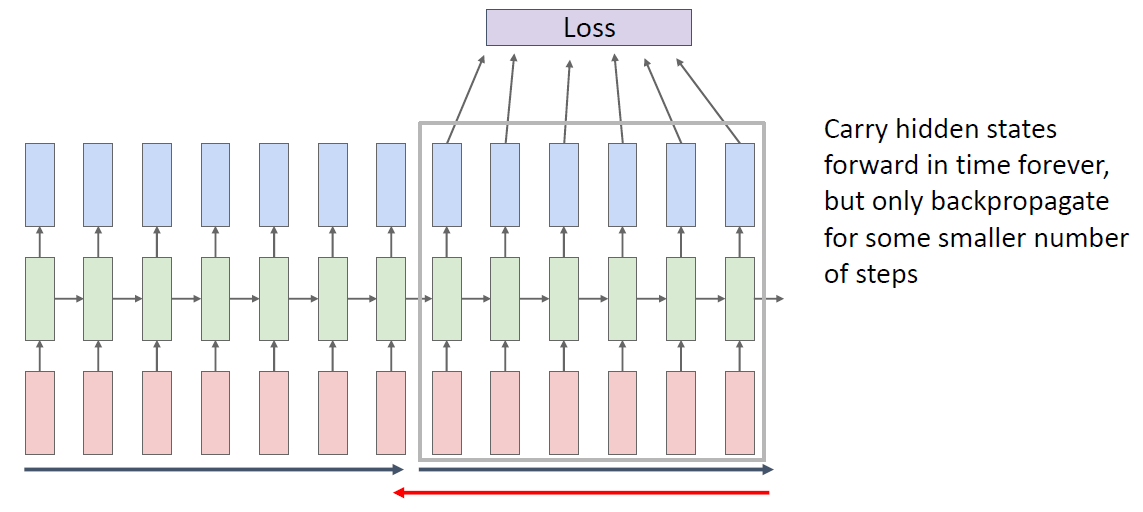 Loss
Carry hidden states
forward in time forever,
but only backpropagate
for some smaller number
of steps